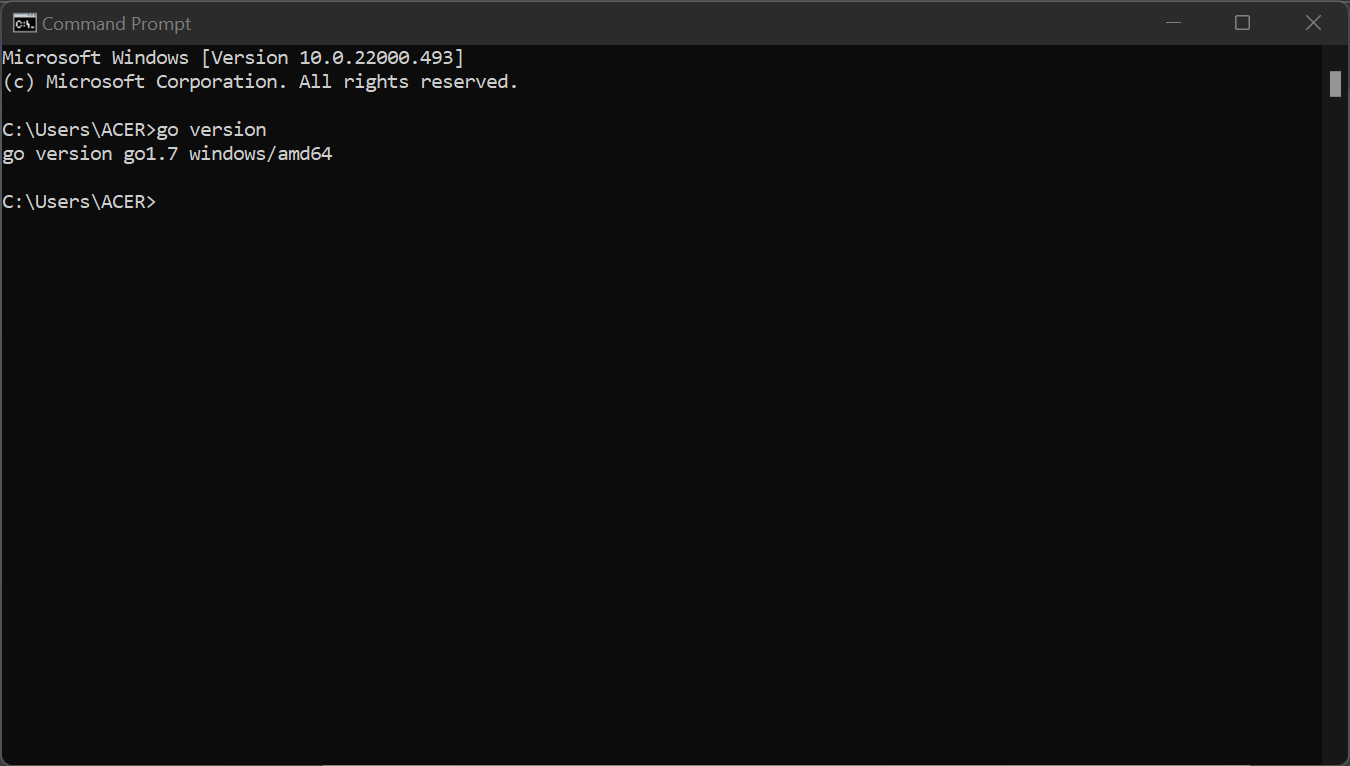 Command Prompt
Microsoft Windows [Version 10.0.22000.493]
(c) Microsoft Corporation. All rights reserved.
C:\Users\ACER>go version
go version go1.7 windows/amd64
C:\Users\ACER>